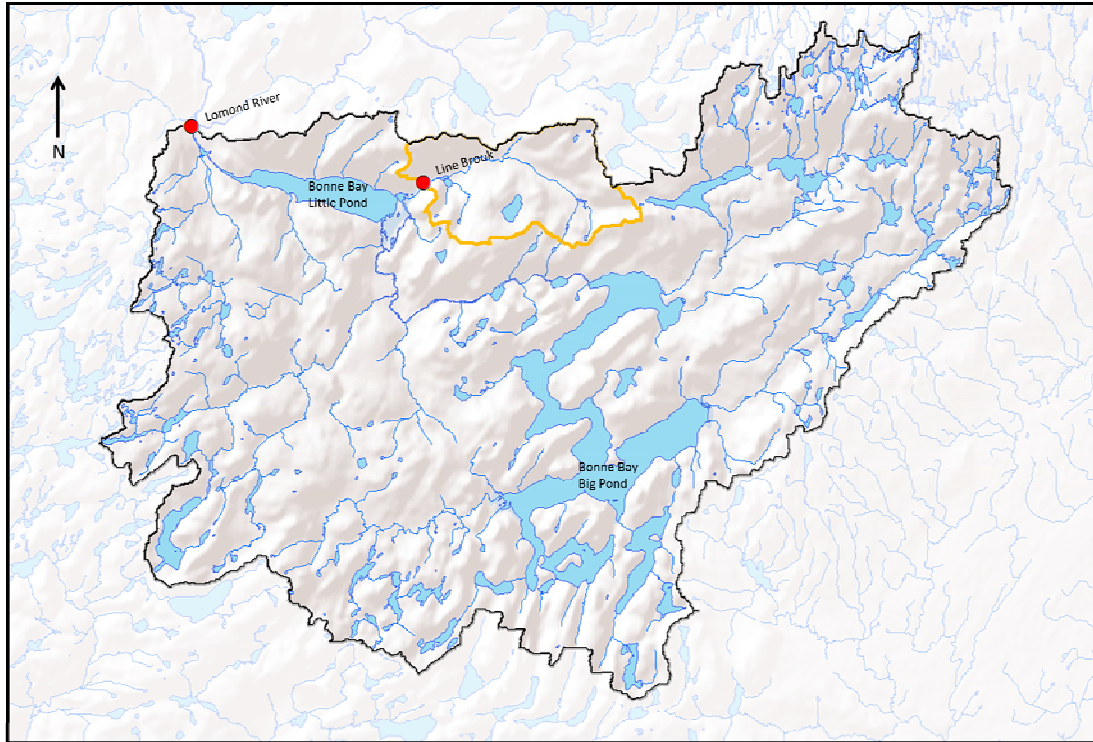 Lomond River
N
Line Brook
Bonne Bay
Little Pond
Bonne Bay
Big Pond